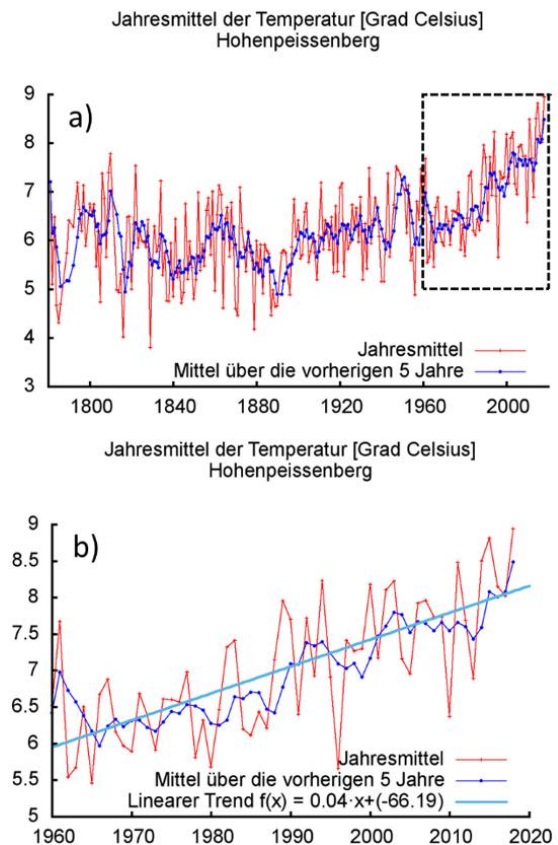 Jahresmittel der Temperatur [Grad Celsius]
Hohenpeissenberg
9
a)
8
7
6
5
4
Jahresmittel
Mittel über die vorherigen 5 Jahre
3
1800 1840 1880 1920 1960 2000
Jahresmittel der Temperatur [Grad Celsius]
Hohenpeissenberg
9
b)
8.5
8
7.5
7
6.5
6
Jahresmittel
5.5
Mittel über die vorherigen 5 Jahre
Linearer Trend f(x) = 0.04·x+(-66.19)
5
1960 1970 1980 1990 2000 2010 2020